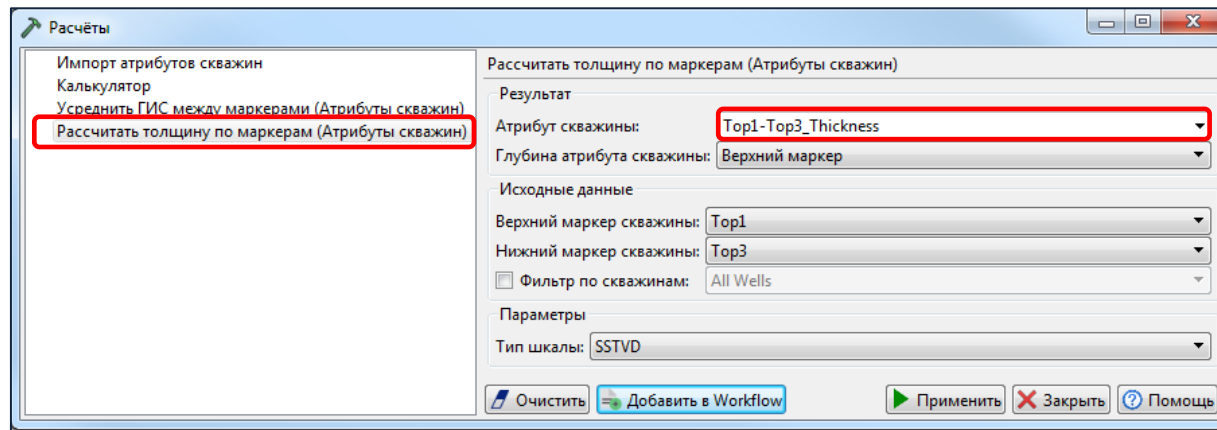 Расчёты
Импорт атрибутов скважин
Калькулятор
Усреднить ГИС между маркерами (Атрибуты скважин)
Рассчитать толщину по маркерам (Атрибуты скважин)
Рассчитать толщину по маркерам (Атрибуты скважин)
Результат
Атрибут скважины: Top1-Top3_Thickness
Глубина атрибута скважины: Верхний маркер
Исходные данные
Верхний маркер скважины: Top1
Нижний маркер скважины: Top3
Фильтр по скважинам: All Wells
Параметры
Тип шкалы: SSTVD
Очистить Добавить в Workflow Применить Закрыть Помощь